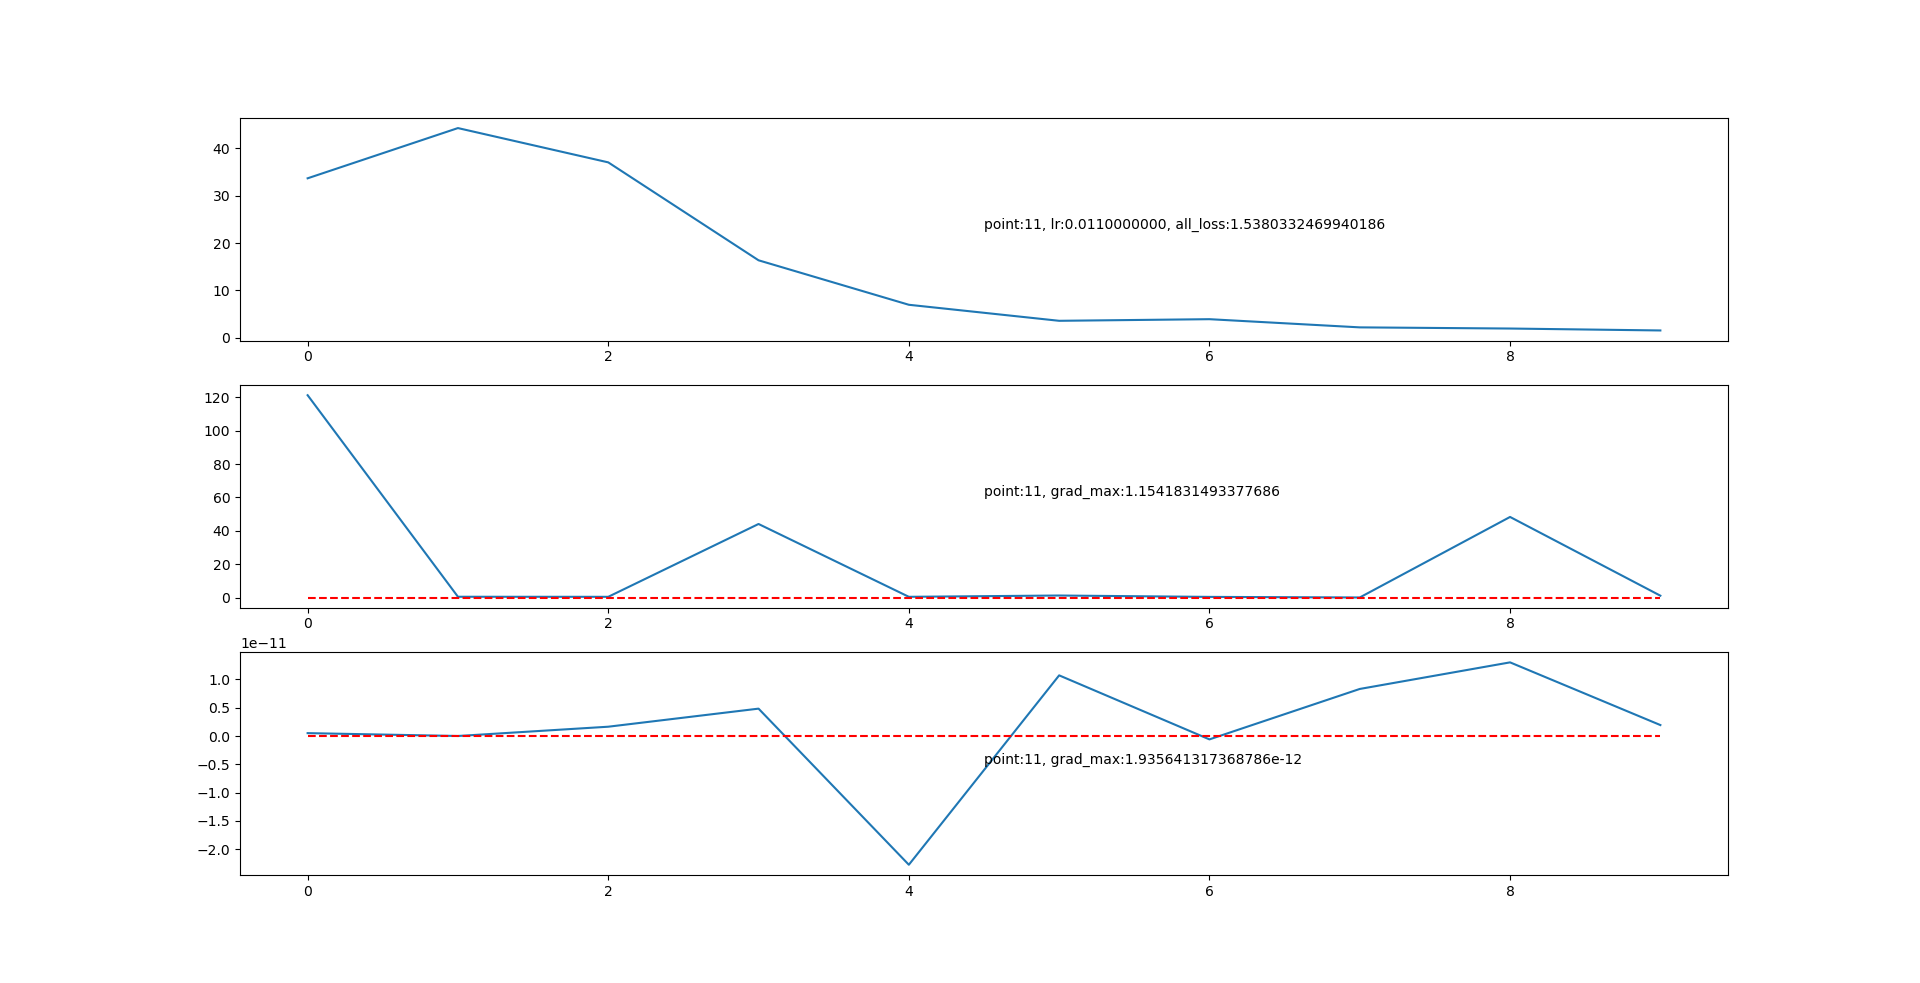 40
30
20
10
0
point:11, lr:0.0110000000, all_loss:1.5380332469940186
0 2 4 6 8
120
100
80
60
40
20
0
point:11, grad_max:1.1541831493377686
0 2 4 6 8
1e−11
1.0
0.5
0.0
−0.5
−1.0
−1.5
−2.0
point:11, grad_max:1.935641317368786e-12
0 2 4 6 8